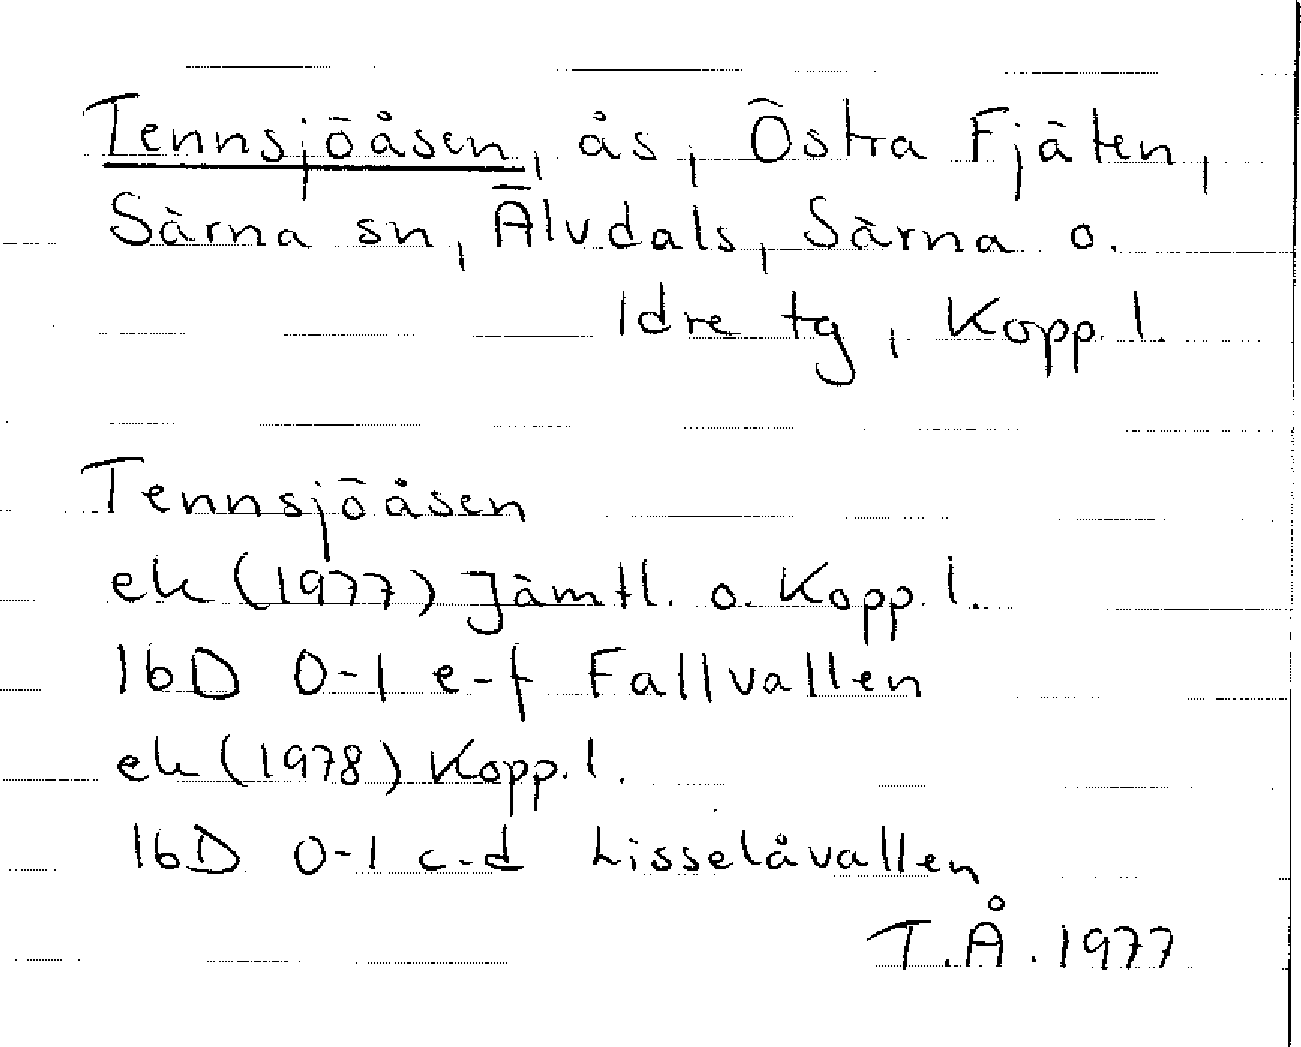 Tennsjöåsen, ås, Östra Fjäten,
Särna sn, Älvdals, Särna o.
Idre tg, Kopp.l.
Tennsjöåsen
ek (1977) Jämtl. o. Kopp.l.
16D 0-1 e-f Fallvallen
ek (1978) Kopp.l.
16D 0-1 c-d Lisselåvallen
T.Å. 1977